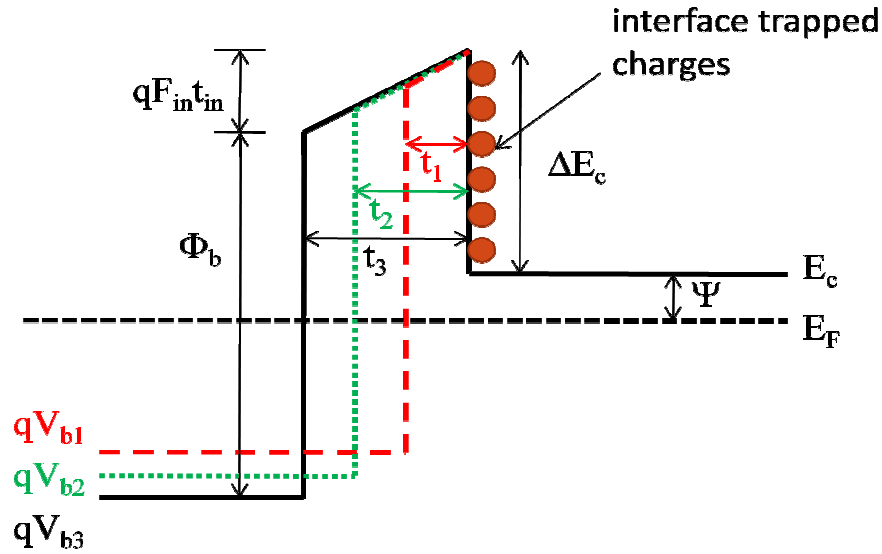 interface trapped
charges
qF_in t_in
t_1
ΔE_c
t_2
Φ_b
t_3
E_c
Ψ
E_F
qV_b1
qV_b2
qV_b3